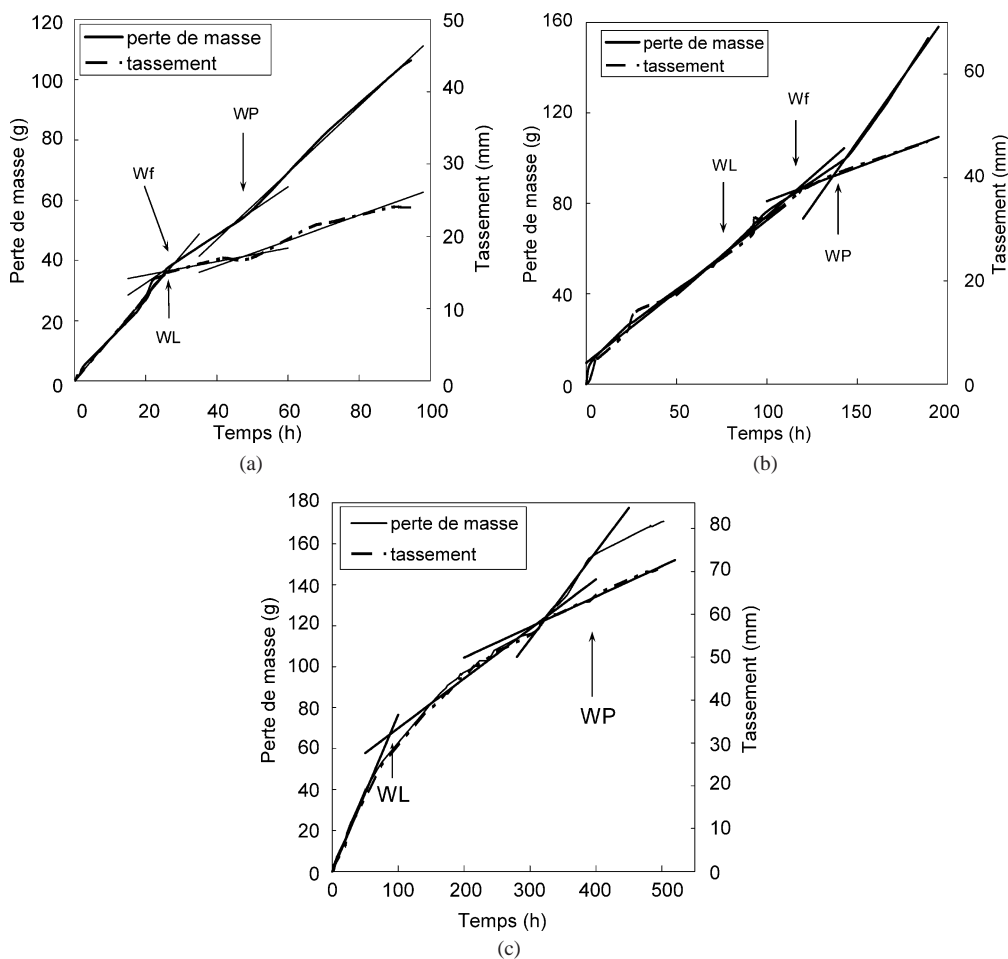 120
100
80
60
40
20
0
Perte de masse (g)
perte de masse
tassement
Wf
WP
WL
50
40
30
20
10
0
Tassement (mm)
0 20 40 60 80 100
Temps (h)
(a)
160
120
80
40
0
Perte de masse (g)
perte de masse
tassement
WL
Wf
WP
60
40
20
0
Tassement (mm)
0 50 100 150 200
Temps (h)
(b)
180
160
140
120
100
80
60
40
20
0
Perte de masse (g)
perte de masse
tassement
WL
WP
80
70
60
50
40
30
20
10
0
Tassement (mm)
0 100 200 300 400 500
Temps (h)
(c)